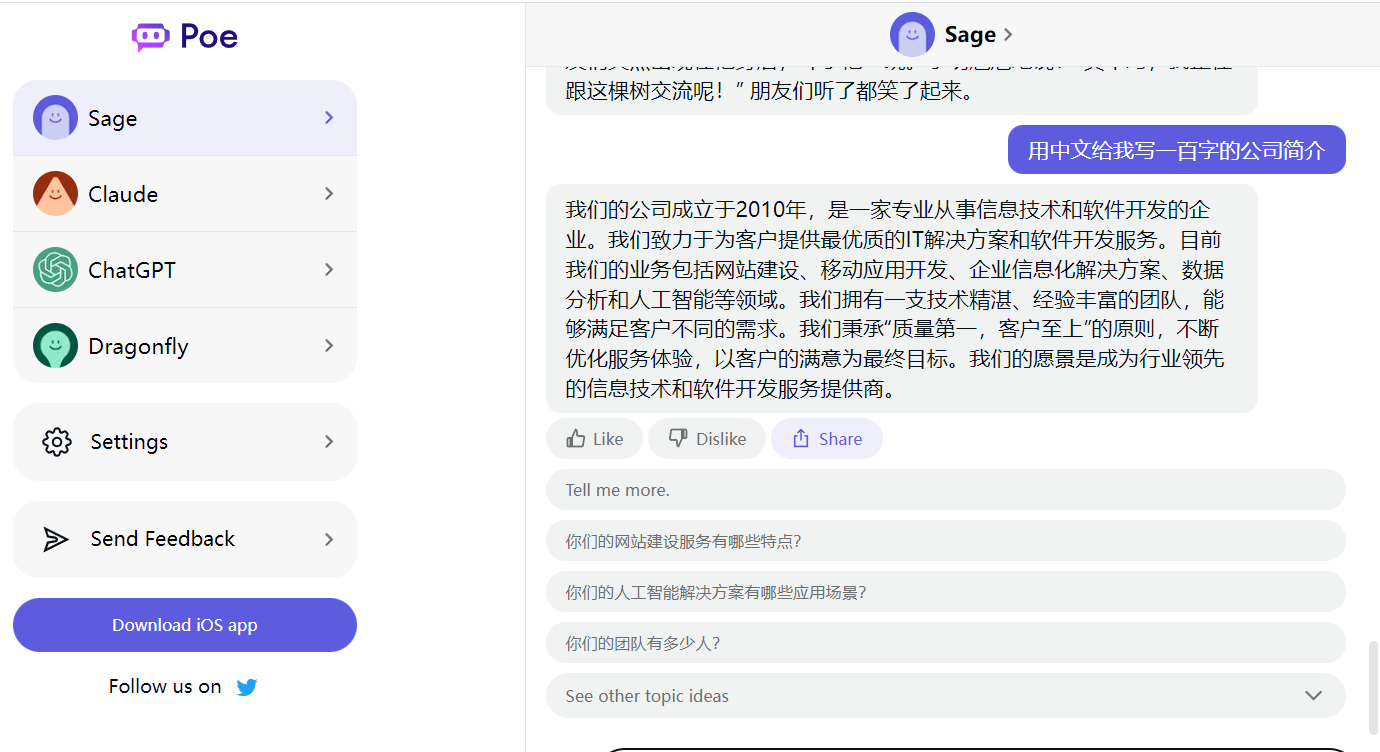 Poe
Sage
Claude
ChatGPT
Dragonfly
Settings
Send Feedback
Download iOS app
Follow us on
Sage
跟这棵树交流呢！” 朋友们听了都笑了起来。
用中文给我写一百字的公司简介
我们的公司成立于2010年，是一家专业从事信息技术和软件开发的企
业。我们致力于为客户提供最优质的IT解决方案和软件开发服务。目前
我们的业务包括网站建设、移动应用开发、企业信息化解决方案、数据
分析和人工智能等领域。我们拥有一支技术精湛、经验丰富的团队，能
够满足客户不同的需求。我们秉承“质量第一，客户至上”的原则，不断
优化服务体验，以客户的满意为最终目标。我们的愿景是成为行业领先
的信息技术和软件开发服务提供商。
Like
Dislike
Share
Tell me more.
你们的网站建设服务有哪些特点？
你们的人工智能解决方案有哪些应用场景？
你们的团队有多少人？
See other topic ideas